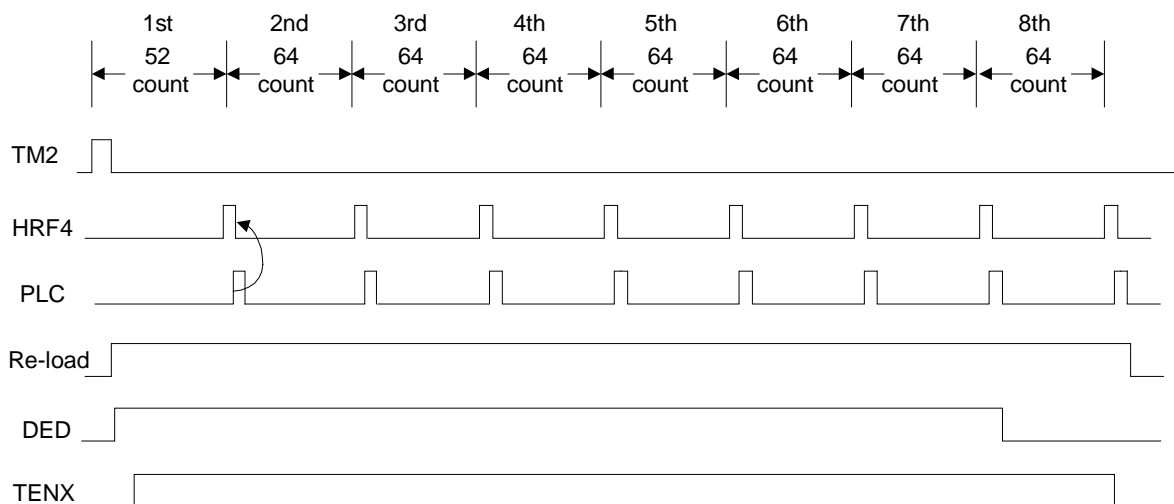 1st 2nd 3rd 4th 5th 6th 7th 8th
52 64 64 64 64 64 64 64
count count count count count count count count
TM2
HRF4
PLC
Re-load
DED
TENX